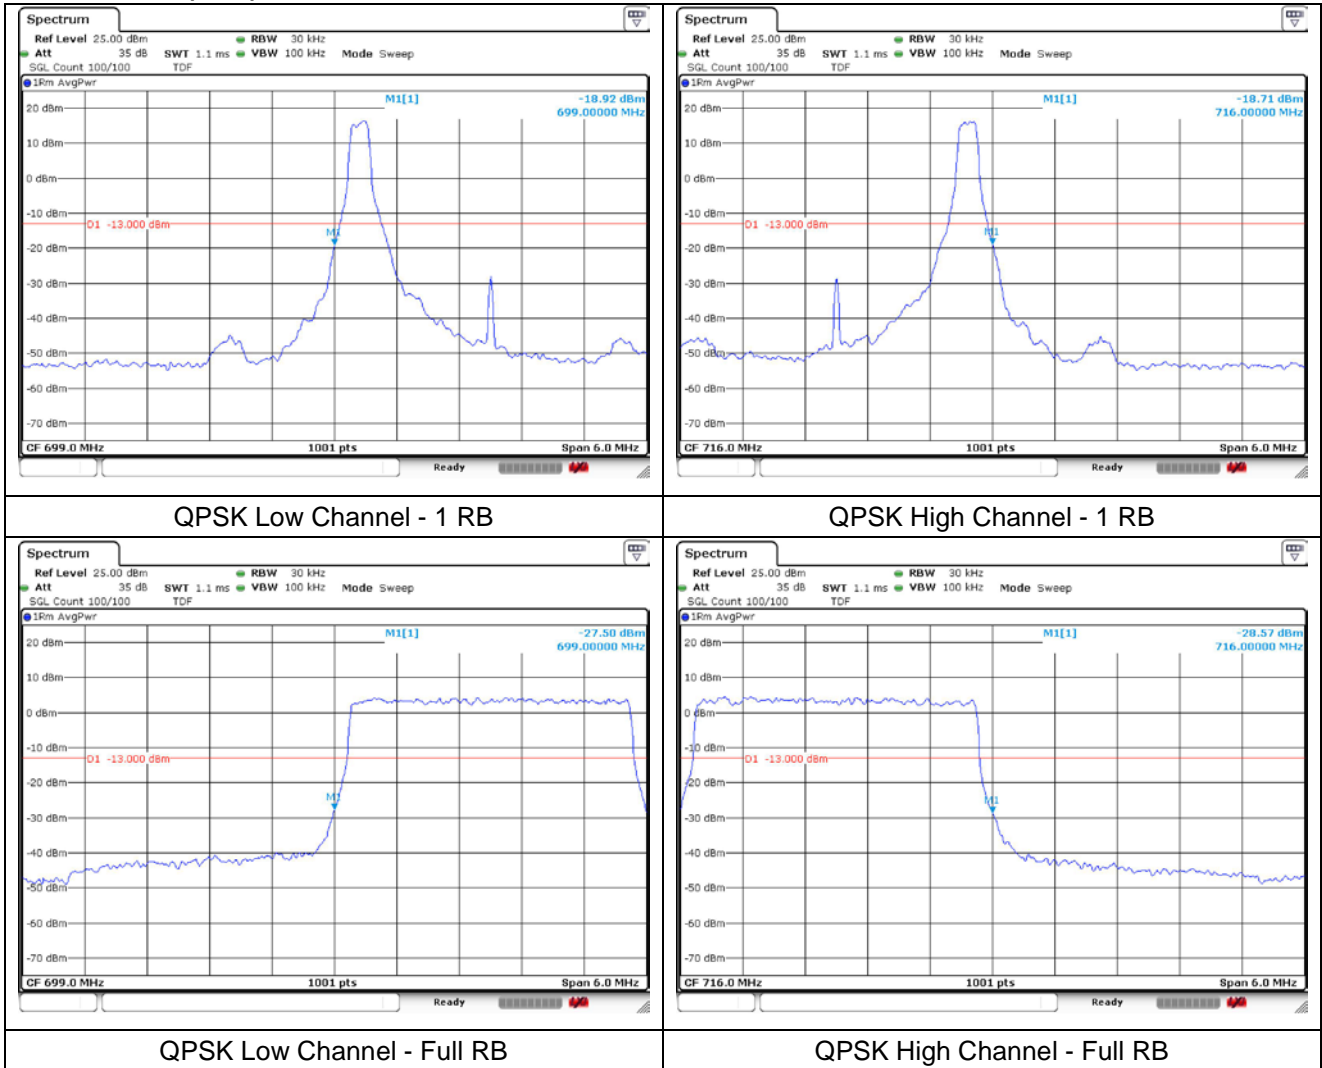 Spectrum
Ref Level 25.00 dBm RBW 30 kHz
Att 35 dB SWT 1.1 ms VBW 100 kHz Mode Sweep
SGL Count 100/100 TDF
1Rm AvgPwr
M1[1] -18.92 dBm
699.00000 MHz
20 dBm
10 dBm
0 dBm
-10 dBm
D1 -13.000 dBm
M1
-20 dBm
-30 dBm
-40 dBm
-50 dBm
-60 dBm
-70 dBm
CF 699.0 MHz 1001 pts Span 6.0 MHz
Ready
QPSK Low Channel - 1 RB
Spectrum
Ref Level 25.00 dBm RBW 30 kHz
Att 35 dB SWT 1.1 ms VBW 100 kHz Mode Sweep
SGL Count 100/100 TDF
1Rm AvgPwr
M1[1] -18.71 dBm
716.00000 MHz
20 dBm
10 dBm
0 dBm
-10 dBm
D1 -13.000 dBm
M1
-20 dBm
-30 dBm
-40 dBm
-50 dBm
-60 dBm
-70 dBm
CF 716.0 MHz 1001 pts Span 6.0 MHz
Ready
QPSK High Channel - 1 RB
Spectrum
Ref Level 25.00 dBm RBW 30 kHz
Att 35 dB SWT 1.1 ms VBW 100 kHz Mode Sweep
SGL Count 100/100 TDF
1Rm AvgPwr
M1[1] -27.50 dBm
699.00000 MHz
20 dBm
10 dBm
0 dBm
-10 dBm
D1 -13.000 dBm
-20 dBm
M1
-30 dBm
-40 dBm
-50 dBm
-60 dBm
-70 dBm
CF 699.0 MHz 1001 pts Span 6.0 MHz
Ready
QPSK Low Channel - Full RB
Spectrum
Ref Level 25.00 dBm RBW 30 kHz
Att 35 dB SWT 1.1 ms VBW 100 kHz Mode Sweep
SGL Count 100/100 TDF
1Rm AvgPwr
M1[1] -28.57 dBm
716.00000 MHz
20 dBm
10 dBm
0 dBm
-10 dBm
D1 -13.000 dBm
-20 dBm
M1
-30 dBm
-40 dBm
-50 dBm
-60 dBm
-70 dBm
CF 716.0 MHz 1001 pts Span 6.0 MHz
Ready
QPSK High Channel - Full RB